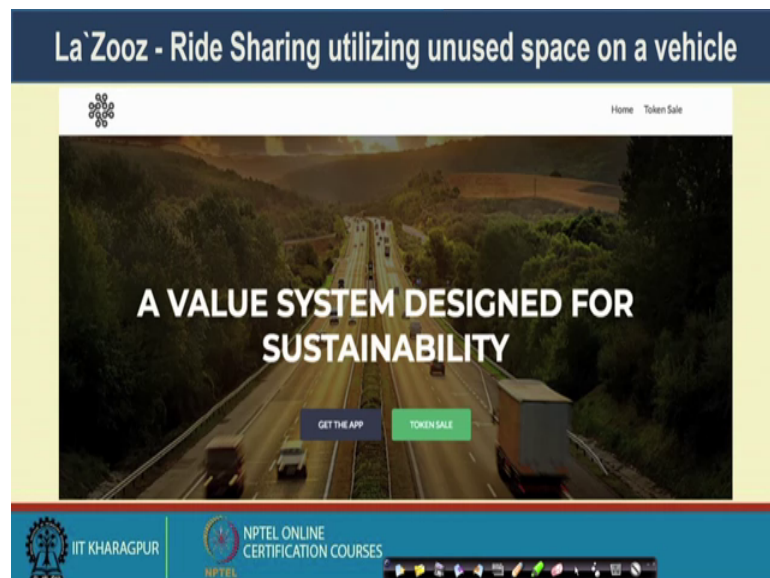 La`Zooz - Ride Sharing utilizing unused space on a vehicle
Home Token Sale
A VALUE SYSTEM DESIGNED FOR
SUSTAINABILITY
GET THE APP TOKEN SALE
IIT KHARAGPUR
NPTEL ONLINE
CERTIFICATION COURSES
NPTEL